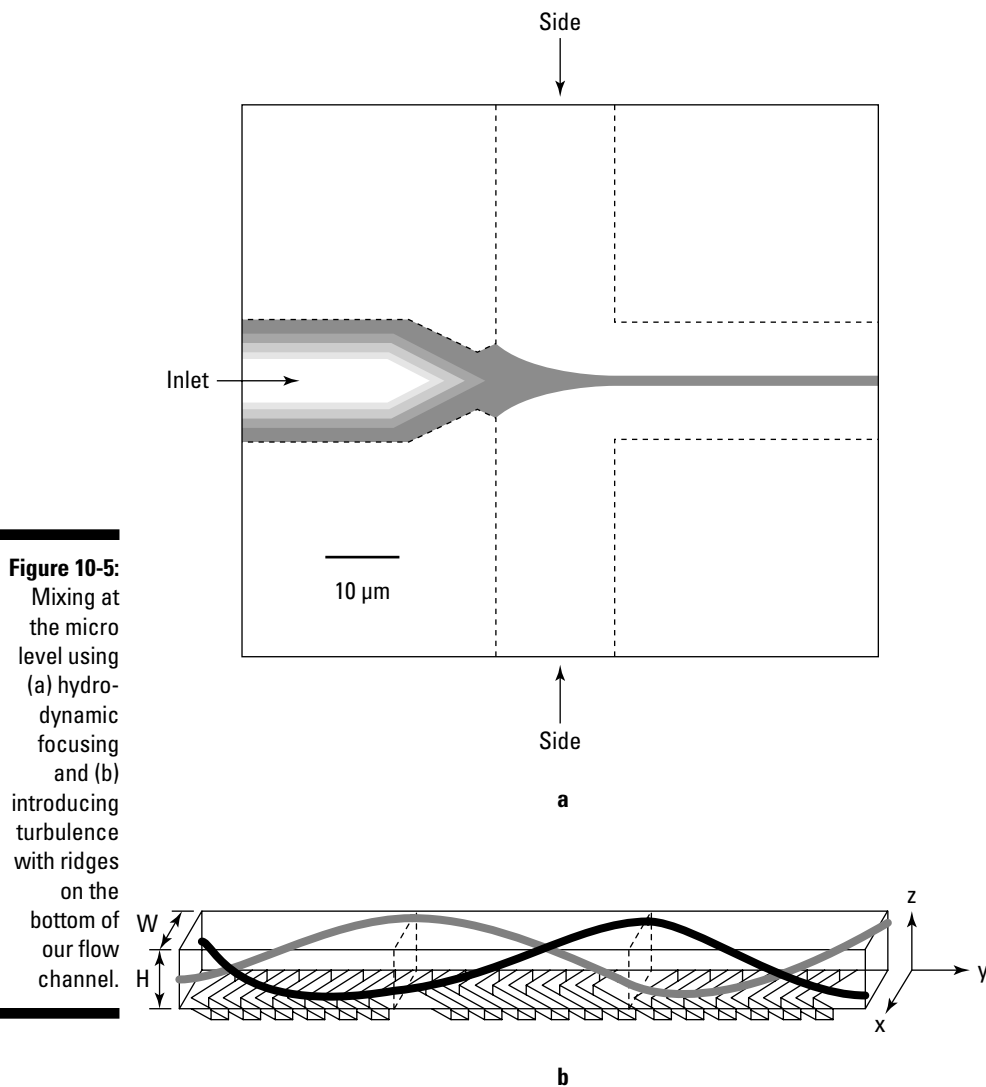 Side
Inlet
10 µm
Side
a
Figure 10-5:
Mixing at
the micro
level using
(a) hydro-
dynamic
focusing
and (b)
introducing
turbulence
with ridges
on the
bottom of
our flow
channel.
W
H
z
y
x
b